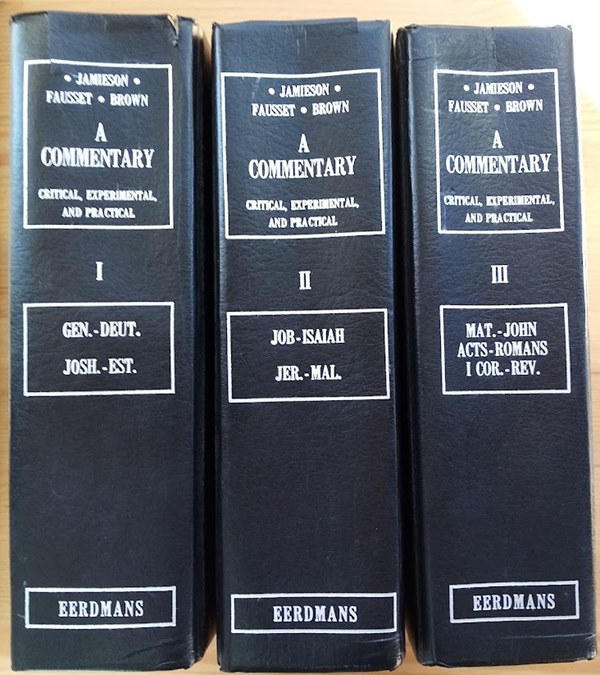 • JAMIESON •
FAUSSET • BROWN
A
COMMENTARY
CRITICAL, EXPERIMENTAL,
AND PRACTICAL
I
GEN.-DEUT.
JOSH.-EST.
EERDMANS
• JAMIESON •
FAUSSET • BROWN
A
COMMENTARY
CRITICAL, EXPERIMENTAL,
AND PRACTICAL
II
JOB-ISAIAH
JER.-MAL.
EERDMANS
• JAMIESON •
FAUSSET • BROWN
A
COMMENTARY
CRITICAL, EXPERIMENTAL,
AND PRACTICAL
III
MAT.-JOHN
ACTS-ROMANS
I COR.-REV.
EERDMANS